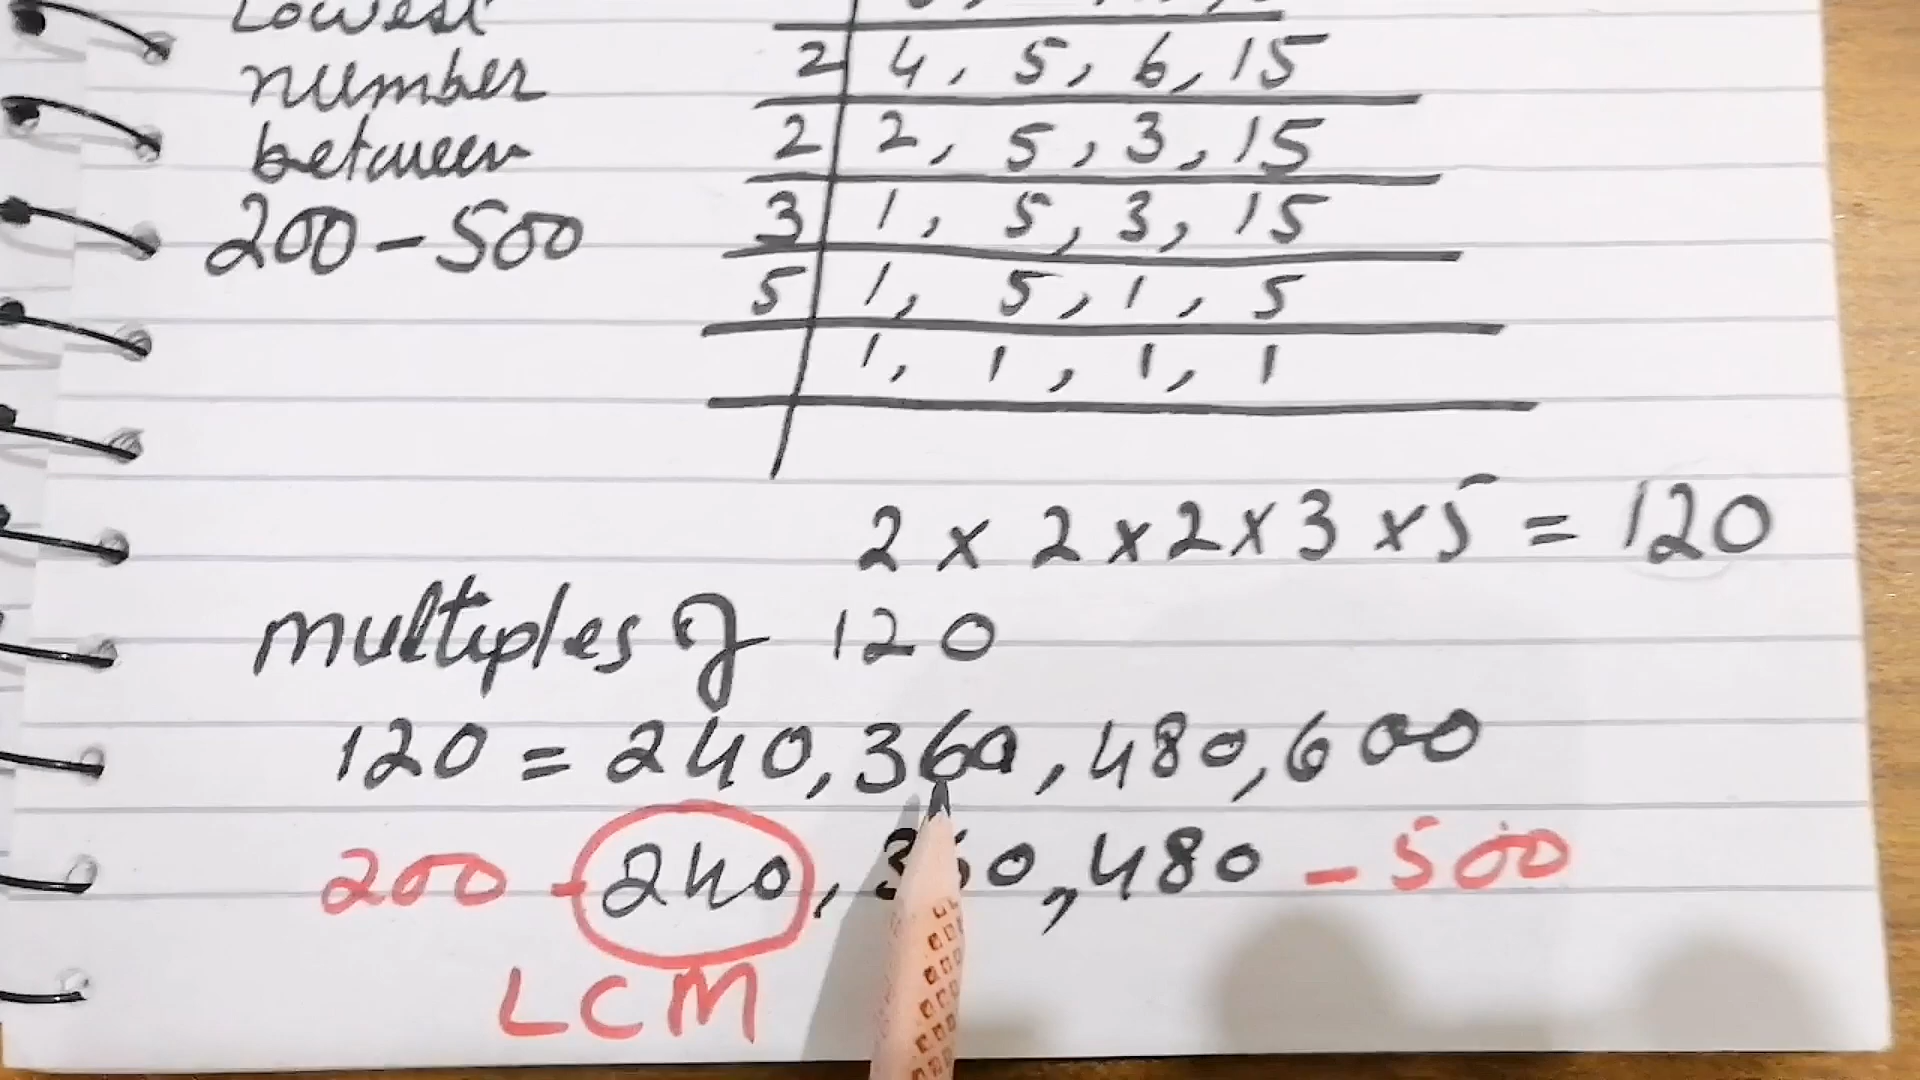 Lowest
number
between
200 - 500
2 4, 5, 6, 15
2 2, 5, 3, 15
3 1, 5, 3, 15
5 1, 5, 1, 5
1, 1, 1, 1
2 x 2 x 2 x 3 x 5 = 120
multiples of 120
120 = 240, 360, 480, 600
200 - 240, 360, 480 - 500
LCM